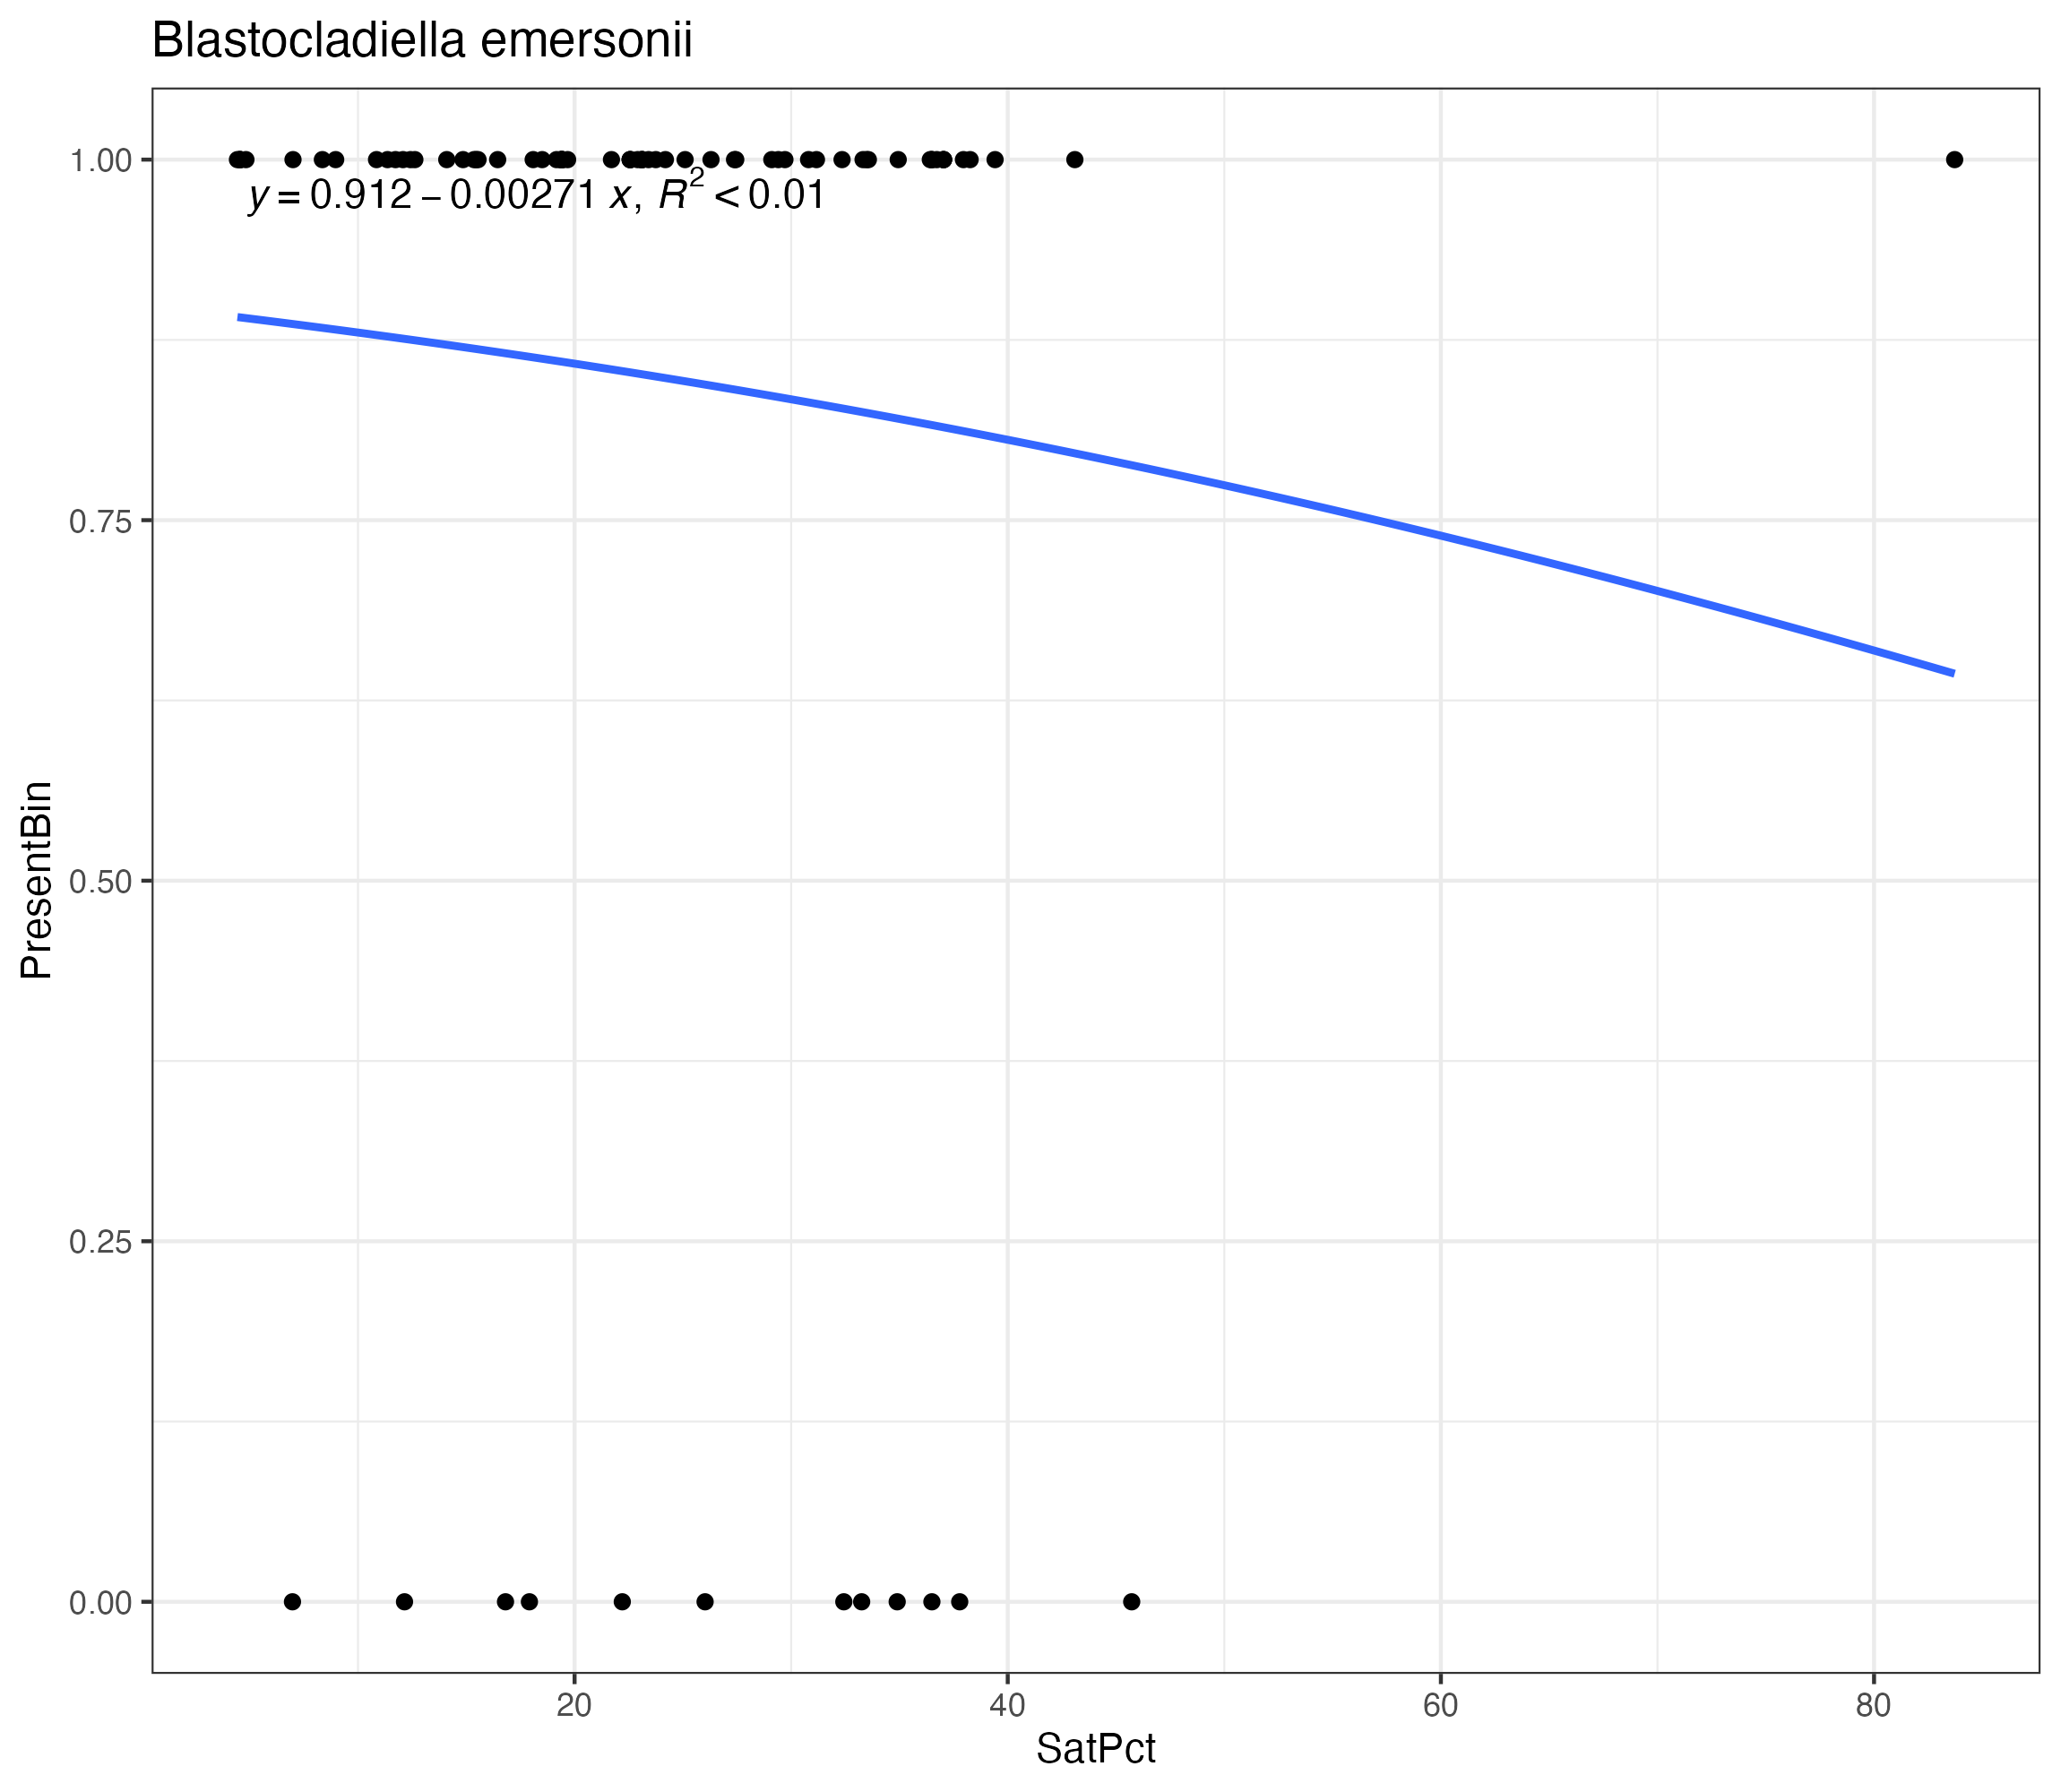 Blastocladiella emersonii
y = 0.912 − 0.00271 x, R² < 0.01
1.00
0.75
0.50
0.25
0.00
PresentBin
20 40 60 80
SatPct